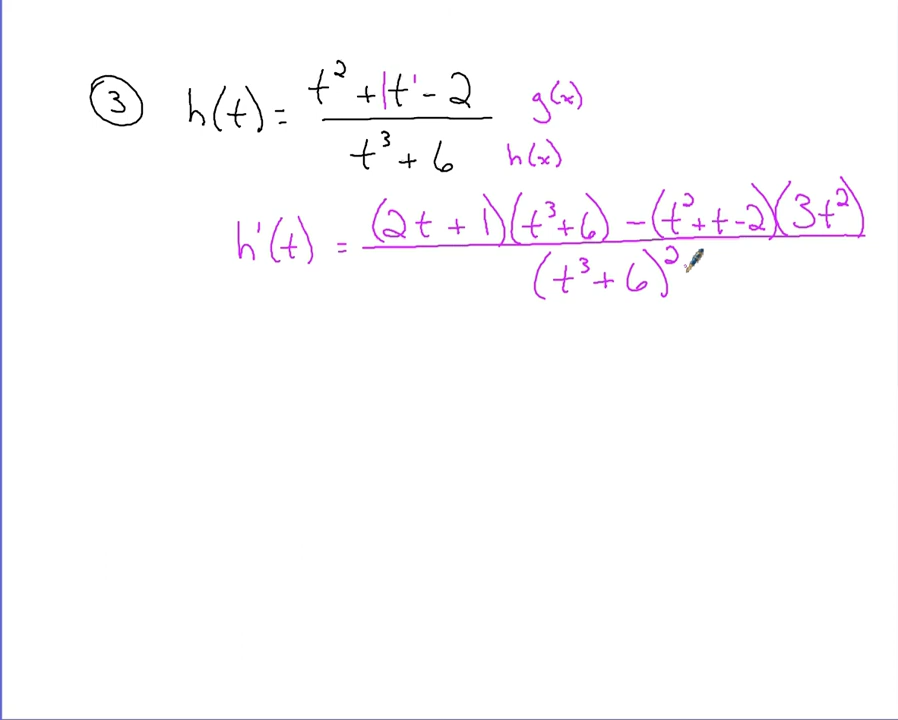 ③ h(t) = (t² + 1t¹ - 2)/(t³ + 6) g(x) h(x)
h'(t) = ((2t + 1)(t³+6) - (t²+t-2)(3t²))/(t³+6)²